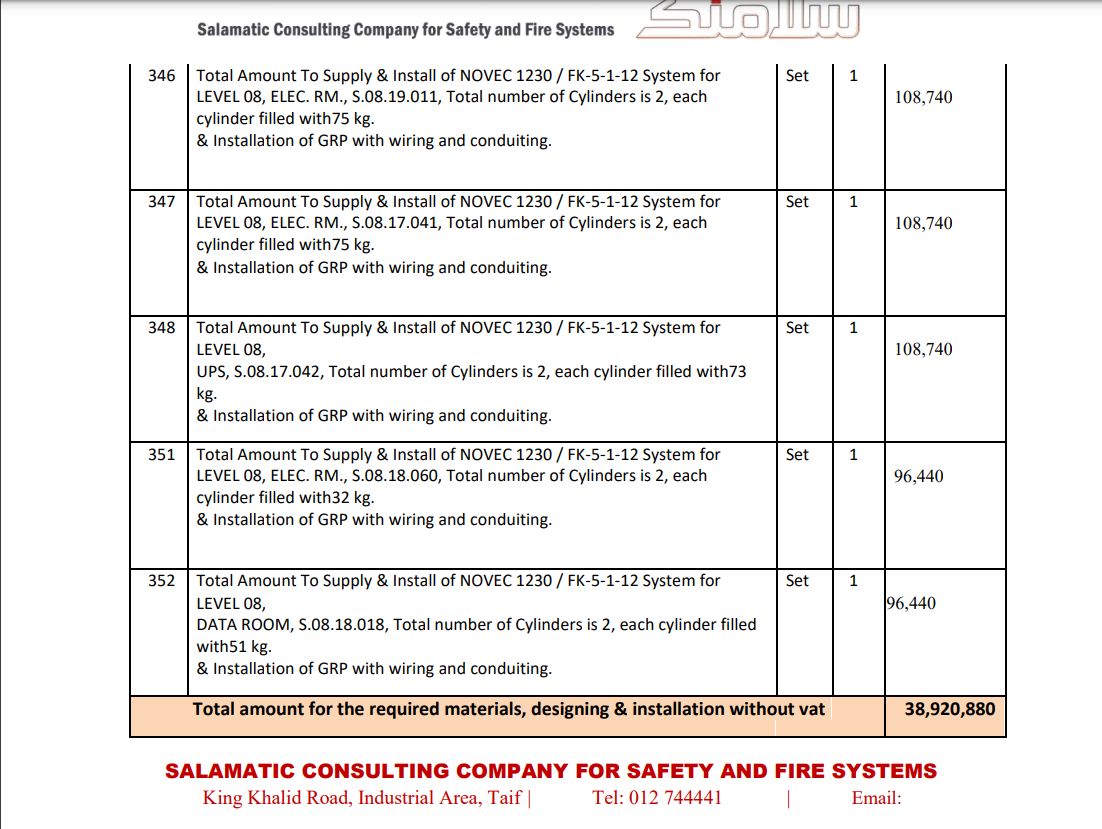 Salamatic Consulting Company for Safety and Fire Systems
سلامتك
346 Total Amount To Supply & Install of NOVEC 1230 / FK-5-1-12 System for Set 1
LEVEL 08, ELEC. RM., S.08.19.011, Total number of Cylinders is 2, each 108,740
cylinder filled with75 kg.
& Installation of GRP with wiring and conduiting.
347 Total Amount To Supply & Install of NOVEC 1230 / FK-5-1-12 System for Set 1
LEVEL 08, ELEC. RM., S.08.17.041, Total number of Cylinders is 2, each 108,740
cylinder filled with75 kg.
& Installation of GRP with wiring and conduiting.
348 Total Amount To Supply & Install of NOVEC 1230 / FK-5-1-12 System for Set 1
LEVEL 08, 108,740
UPS, S.08.17.042, Total number of Cylinders is 2, each cylinder filled with73
kg.
& Installation of GRP with wiring and conduiting.
351 Total Amount To Supply & Install of NOVEC 1230 / FK-5-1-12 System for Set 1
LEVEL 08, ELEC. RM., S.08.18.060, Total number of Cylinders is 2, each 96,440
cylinder filled with32 kg.
& Installation of GRP with wiring and conduiting.
352 Total Amount To Supply & Install of NOVEC 1230 / FK-5-1-12 System for Set 1
LEVEL 08, 96,440
DATA ROOM, S.08.18.018, Total number of Cylinders is 2, each cylinder filled
with51 kg.
& Installation of GRP with wiring and conduiting.
Total amount for the required materials, designing & installation without vat 38,920,880
SALAMATIC CONSULTING COMPANY FOR SAFETY AND FIRE SYSTEMS
King Khalid Road, Industrial Area, Taif | Tel: 012 744441 | Email: